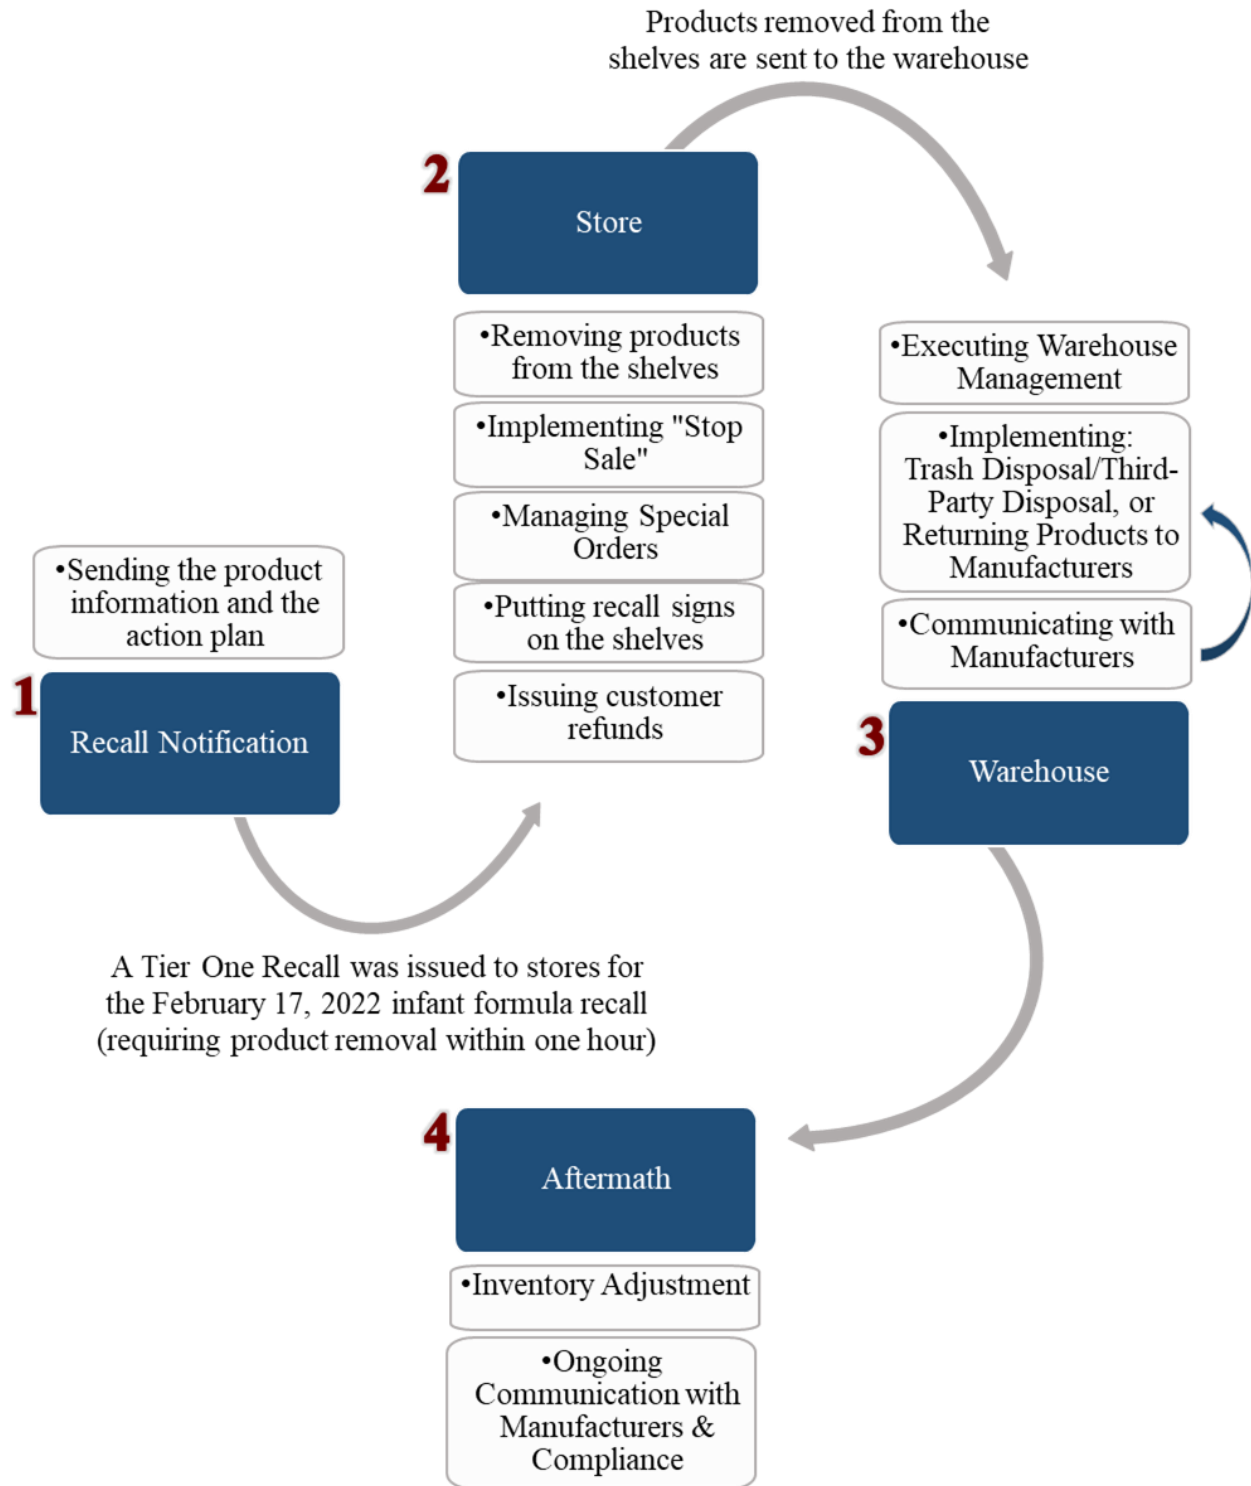 Products removed from the
shelves are sent to the warehouse
2
Store
•Removing products
from the shelves
•Implementing "Stop
Sale"
•Managing Special
Orders
•Putting recall signs
on the shelves
•Issuing customer
refunds
•Executing Warehouse
Management
•Implementing:
Trash Disposal/Third-
Party Disposal, or
Returning Products to
Manufacturers
•Communicating with
Manufacturers
3
Warehouse
•Sending the product
information and the
action plan
1
Recall Notification
A Tier One Recall was issued to stores for
the February 17, 2022 infant formula recall
(requiring product removal within one hour)
4
Aftermath
•Inventory Adjustment
•Ongoing
Communication with
Manufacturers &
Compliance